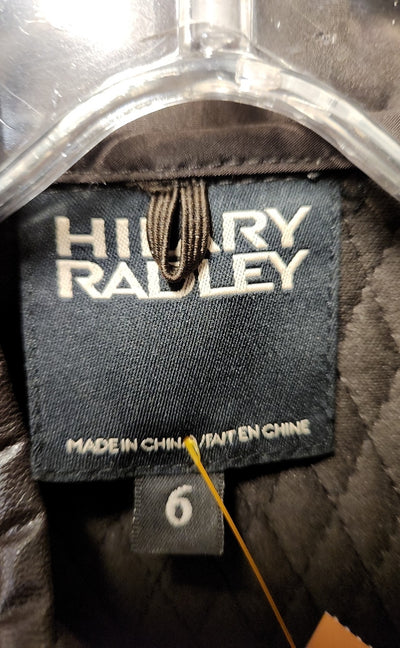 HILARY
RADLEY
MADE IN CHINA/FAIT EN CHINE
6